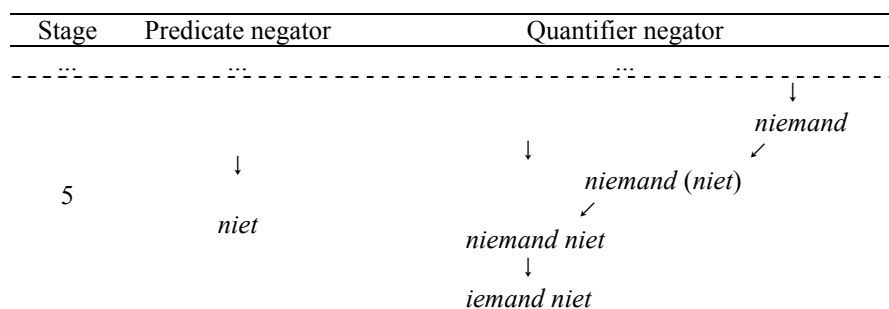 Stage Predicate negator Quantifier negator
... ... ...
↓
niemand
↓ ↓ ↙
niemand (niet)
5 ↙
niet niemand niet
↓
iemand niet